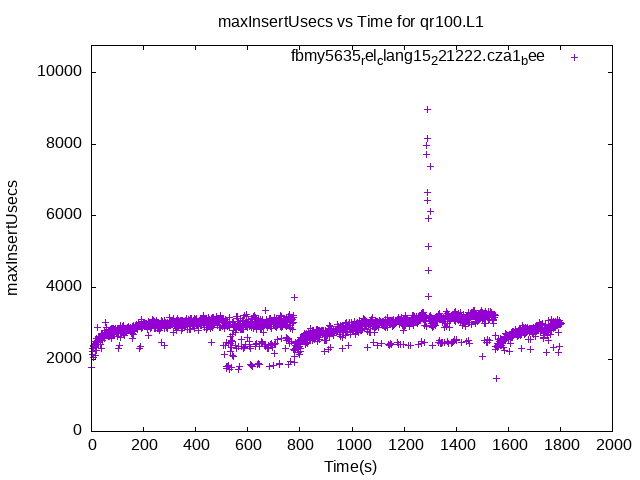 maxInsertUsecs vs Time for qr100.L1
fbmy5635_rel_clang15_221222.cza1_bee
maxInsertUsecs
10000
8000
6000
4000
2000
0
0 200 400 600 800 1000 1200 1400 1600 1800 2000
Time(s)